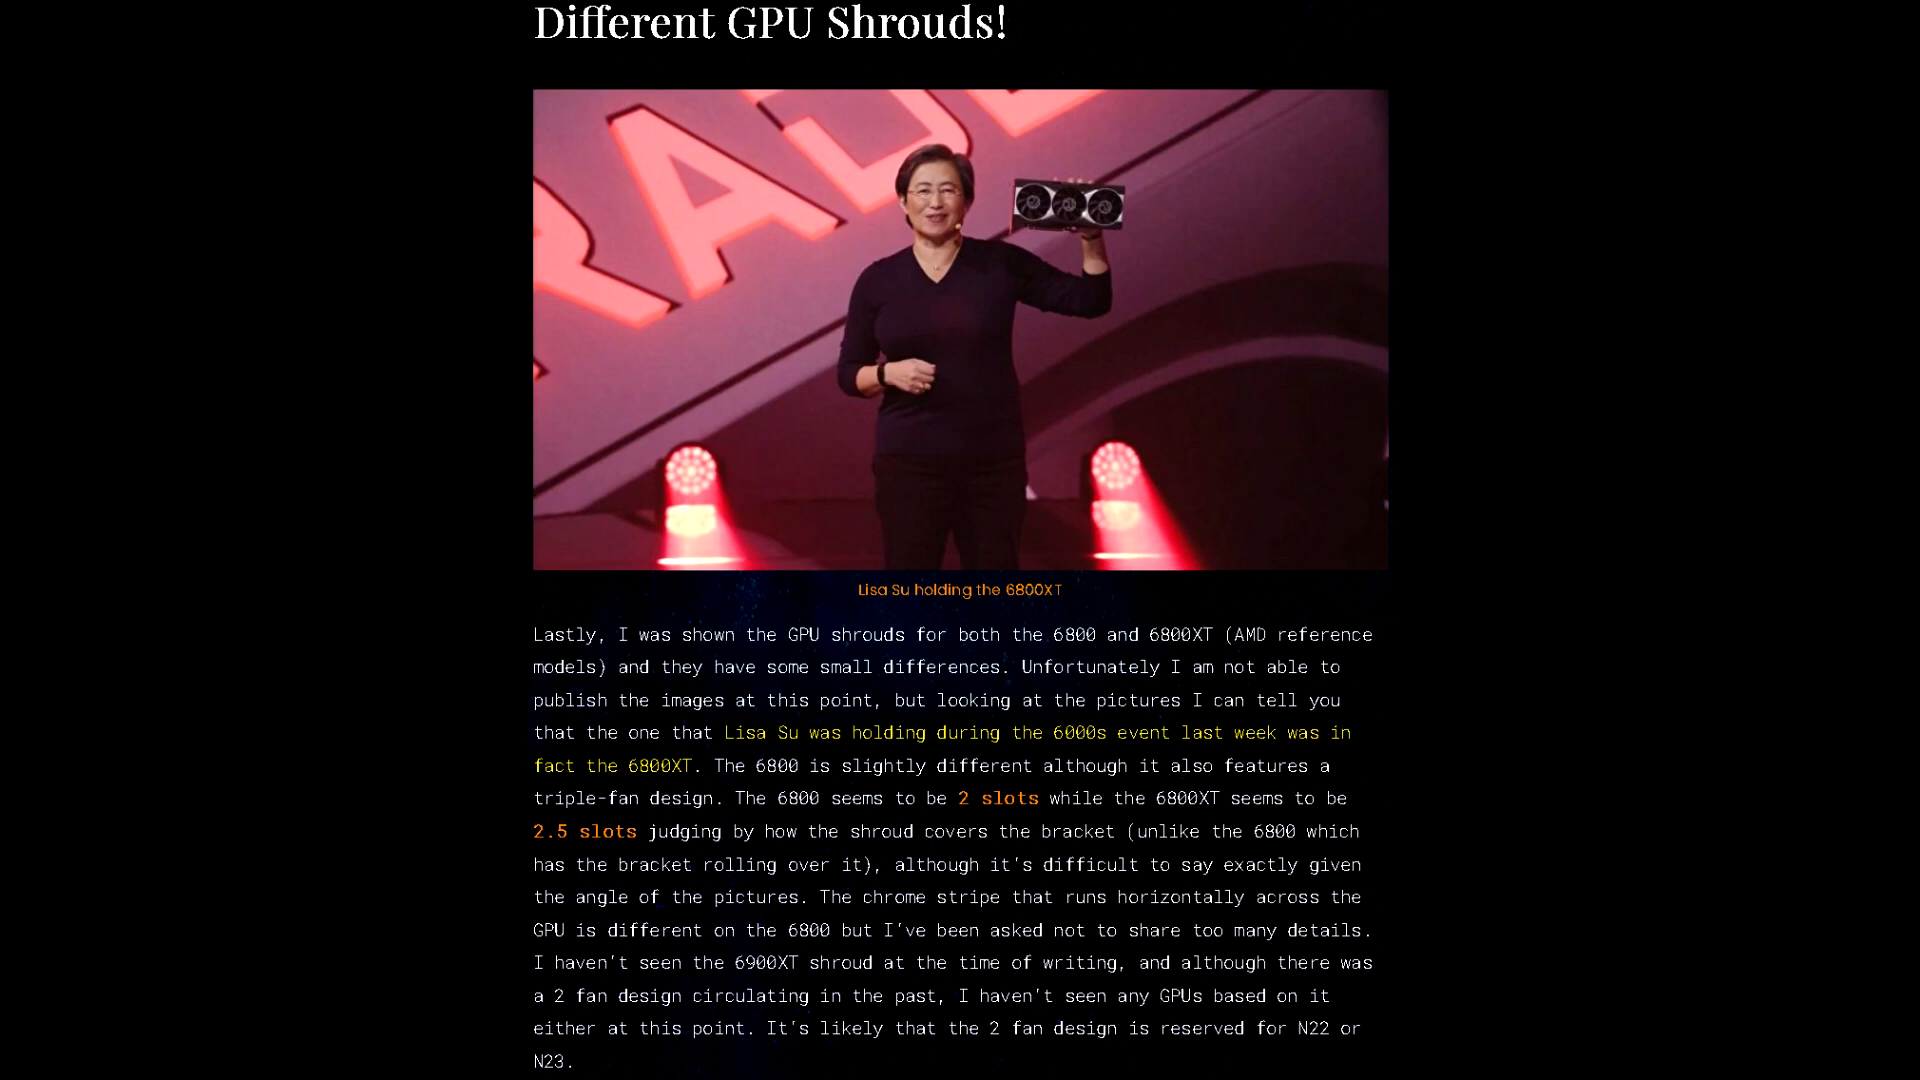 Different GPU Shrouds!
RADE
Lisa Su holding the 6800XT
Lastly, I was shown the GPU shrouds for both the 6800 and 6800XT (AMD reference
models) and they have some small differences. Unfortunately I am not able to
publish the images at this point, but looking at the pictures I can tell you
that the one that Lisa Su was holding during the 6000s event last week was in
fact the 6800XT. The 6800 is slightly different although it also features a
triple-fan design. The 6800 seems to be 2 slots while the 6800XT seems to be
2.5 slots judging by how the shroud covers the bracket (unlike the 6800 which
has the bracket rolling over it), although it's difficult to say exactly given
the angle of the pictures. The chrome stripe that runs horizontally across the
GPU is different on the 6800 but I've been asked not to share too many details.
I haven't seen the 6900XT shroud at the time of writing, and although there was
a 2 fan design circulating in the past, I haven't seen any GPUs based on it
either at this point. It's likely that the 2 fan design is reserved for N22 or
N23.